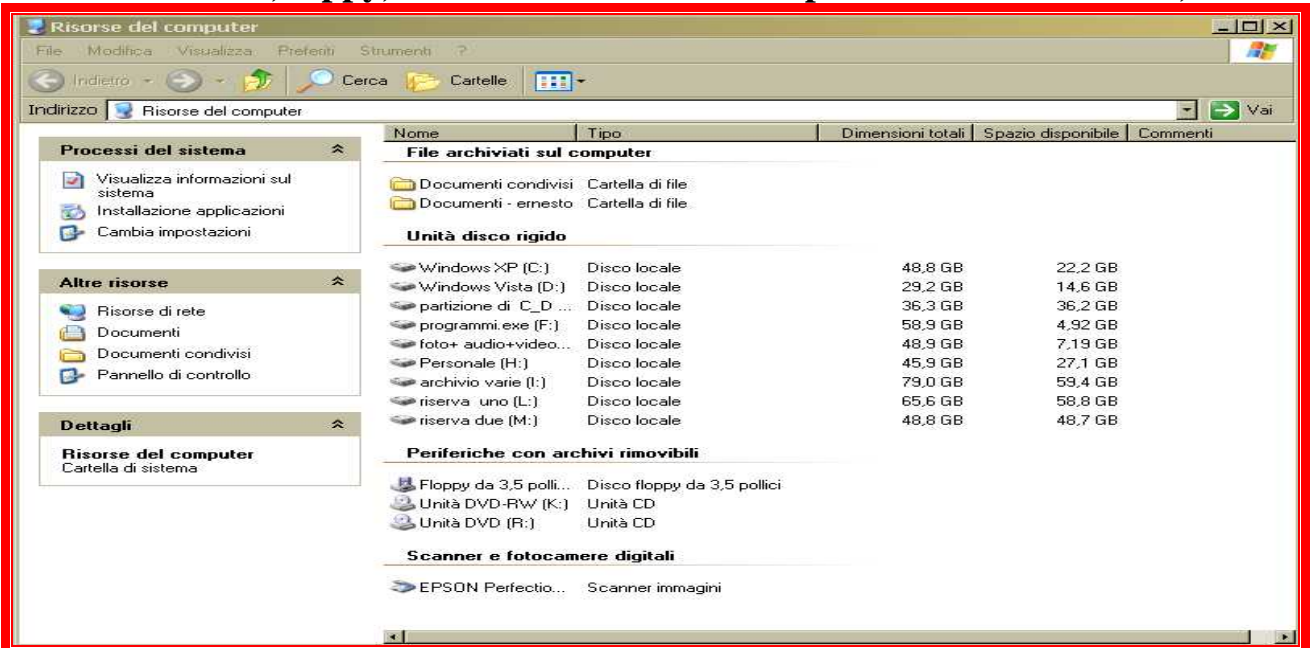 Risorse del computer
File Modifica Visualizza Preferiti Strumenti ?
Indietro Cerca Cartelle
Indirizzo Risorse del computer Vai
Nome Tipo Dimensioni totali Spazio disponibile Commenti
Processi del sistema
Visualizza informazioni sul
sistema
Installazione applicazioni
Cambia impostazioni
Altre risorse
Risorse di rete
Documenti
Documenti condivisi
Pannello di controllo
Dettagli
Risorse del computer
Cartella di sistema
File archiviati sul computer
Documenti condivisi Cartella di file
Documenti - ernesto Cartella di file
Unità disco rigido
Windows XP (C:) Disco locale 48,8 GB 22,2 GB
Windows Vista (D:) Disco locale 29,2 GB 14,6 GB
partizione di C_D ... Disco locale 36,3 GB 36,2 GB
programmi.exe (F:) Disco locale 58,9 GB 4,92 GB
foto+ audio+video... Disco locale 48,9 GB 7,19 GB
Personale (H:) Disco locale 45,9 GB 27,1 GB
archivio varie (I:) Disco locale 79,0 GB 59,4 GB
riserva uno (L:) Disco locale 65,6 GB 58,8 GB
riserva due (M:) Disco locale 48,8 GB 48,7 GB
Periferiche con archivi rimovibili
Floppy da 3,5 polli... Disco floppy da 3,5 pollici
Unità DVD-RW (K:) Unità CD
Unità DVD (R:) Unità CD
Scanner e fotocamere digitali
EPSON Perfectio... Scanner immagini